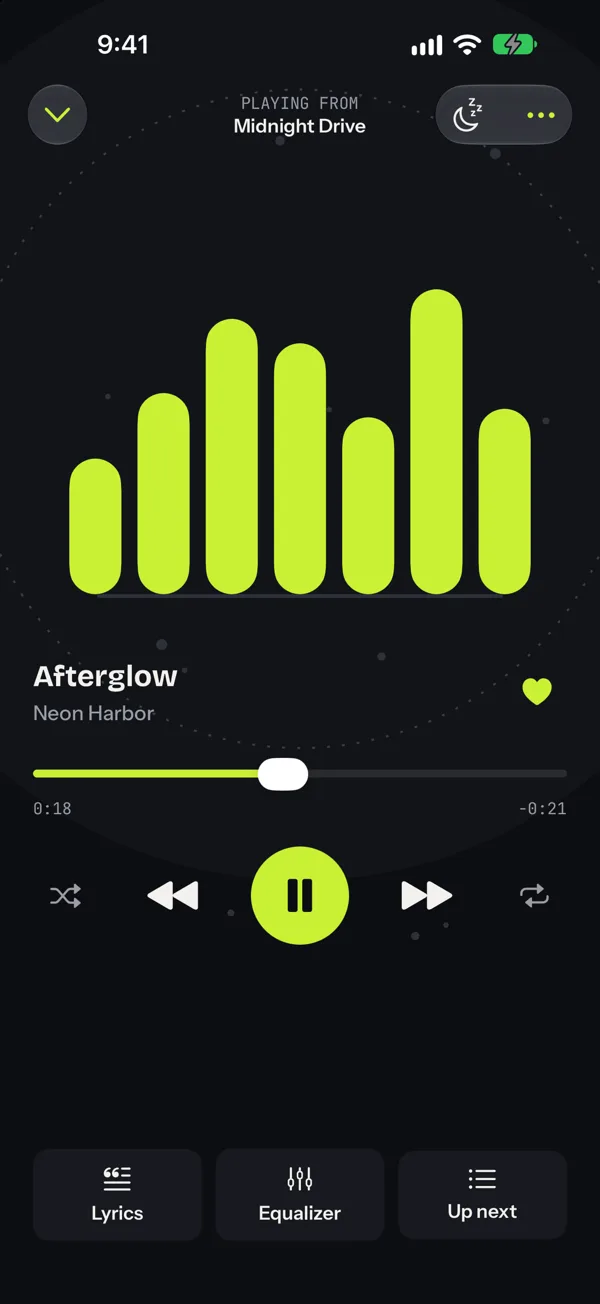 9:41
PLAYING FROM
Midnight Drive
Afterglow
Neon Harbor
0:18
-0:21
Lyrics
Equalizer
Up next